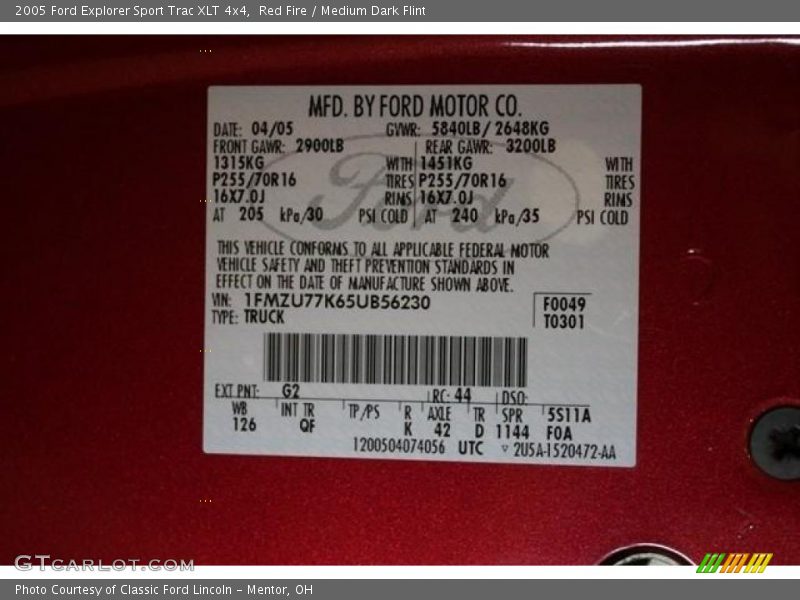 2005 Ford Explorer Sport Trac XLT 4x4, Red Fire / Medium Dark Flint
MFD. BY FORD MOTOR CO.
DATE: 04/05 GVWR: 5840LB/ 2648KG
FRONT GAWR: 2900LB REAR GAWR: 3200LB
1315KG WITH 1451KG WITH
P255/70R16 TIRES P255/70R16 TIRES
16X7.0J RIMS 16X7.0J RIMS
AT 205 kPa/30 PSI COLD AT 240 kPa/35 PSI COLD
Ford
THIS VEHICLE CONFORMS TO ALL APPLICABLE FEDERAL MOTOR
VEHICLE SAFETY AND THEFT PREVENTION STANDARDS IN
EFFECT ON THE DATE OF MANUFACTURE SHOWN ABOVE.
VIN: 1FMZU77K65UB56230 F0049
TYPE: TRUCK T0301
EXT PNT: G2 RC: 44 DSO:
WB INT TR TP/PS R AXLE TR SPR 5S11A
126 QF K 42 D 1144 F0A
1200504074056 UTC ▿ 2U5A-1520472-AA
GTCARLOT.COM
Photo Courtesy of Classic Ford Lincoln - Mentor, OH